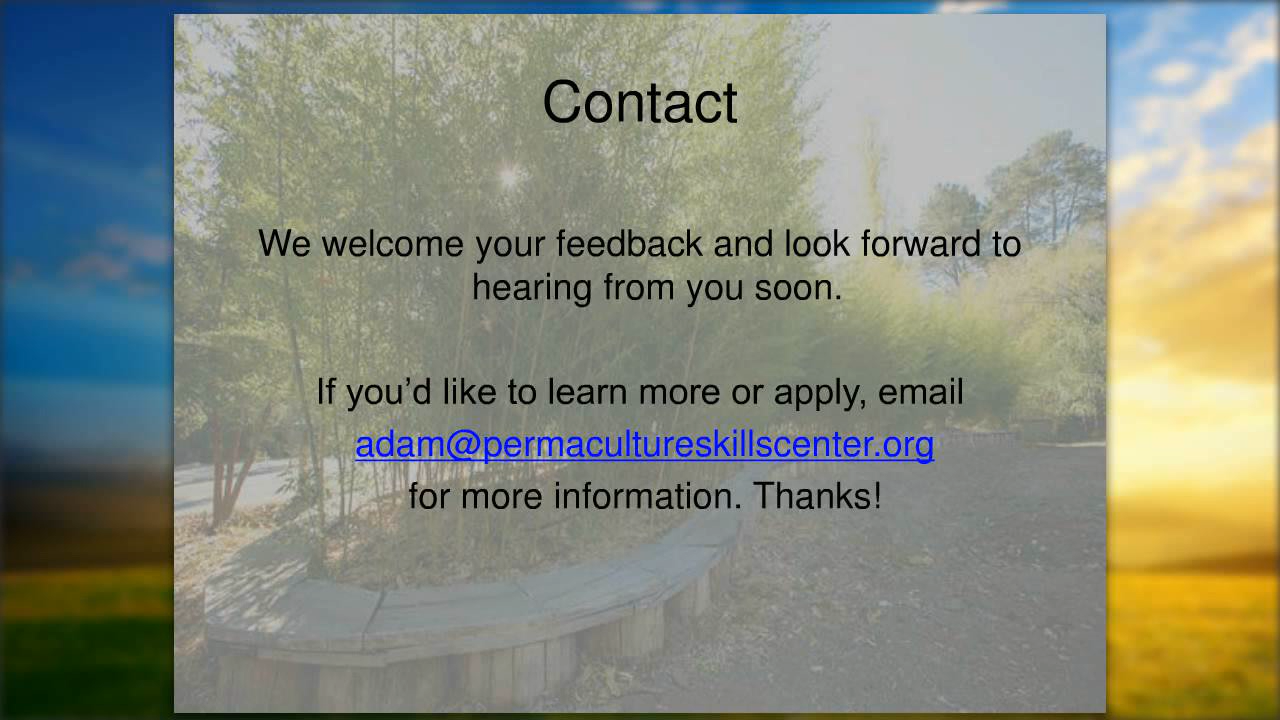 Contact
We welcome your feedback and look forward to
hearing from you soon.
If you’d like to learn more or apply, email
adam@permacultureskillscenter.org
for more information. Thanks!